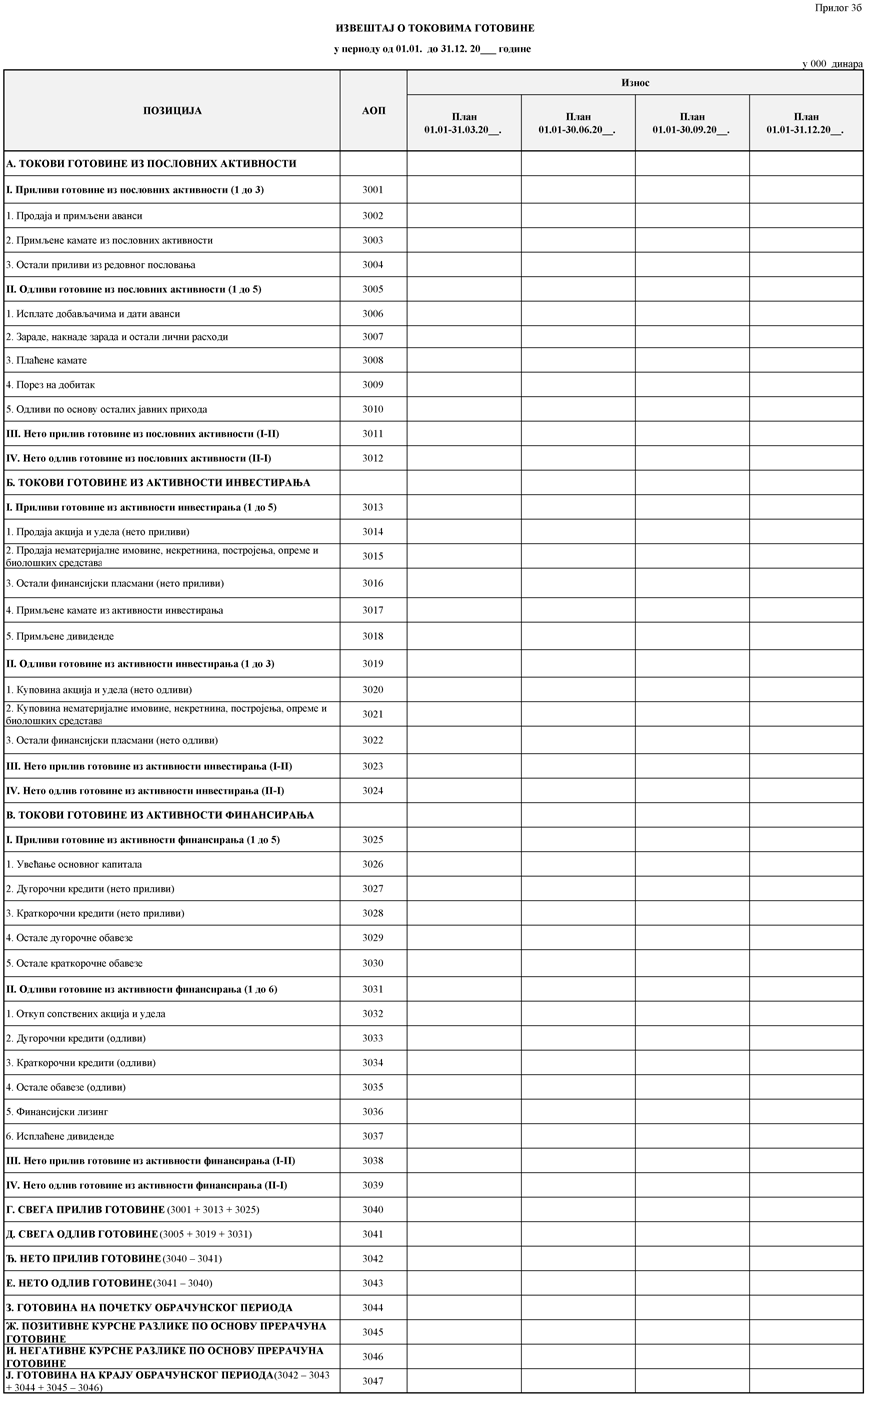 Прилог 3б
ИЗВЕШТАЈ О ТОКОВИМА ГОТОВИНЕ
у периоду од 01.01. до 31.12. 20___ године
у 000 динара
ПОЗИЦИЈА
АОП
Износ
План
01.01-31.03.20__.
План
01.01-30.06.20__.
План
01.01-30.09.20__.
План
01.01-31.12.20__.
А. ТОКОВИ ГОТОВИНЕ ИЗ ПОСЛОВНИХ АКТИВНОСТИ
I. Приливи готовине из пословних активности (1 до 3) 3001
1. Продаја и примљени аванси 3002
2. Примљене камате из пословних активности 3003
3. Остали приливи из редовног пословања 3004
II. Одливи готовине из пословних активности (1 до 5) 3005
1. Исплате добављачима и дати аванси 3006
2. Зараде, накнаде зарада и остали лични расходи 3007
3. Плаћене камате 3008
4. Порез на добитак 3009
5. Одливи по основу осталих јавних прихода 3010
III. Нето прилив готовине из пословних активности (I-II) 3011
IV. Нето одлив готовине из пословних активности (II-I) 3012
Б. ТОКОВИ ГОТОВИНЕ ИЗ АКТИВНОСТИ ИНВЕСТИРАЊА
I. Приливи готовине из активности инвестирања (1 до 5) 3013
1. Продаја акција и удела (нето приливи) 3014
2. Продаја нематеријалне имовине, некретнина, постројења, опреме и
биолошких средстава 3015
3. Остали финансијски пласмани (нето приливи) 3016
4. Примљене камате из активности инвестирања 3017
5. Примљене дивиденде 3018
II. Одливи готовине из активности инвестирања (1 до 3) 3019
1. Куповина акција и удела (нето одливи) 3020
2. Куповина нематеријалне имовине, некретнина, постројења, опреме и
биолошких средстава 3021
3. Остали финансијски пласмани (нето одливи) 3022
III. Нето прилив готовине из активности инвестирања (I-II) 3023
IV. Нето одлив готовине из активности инвестирања (II-I) 3024
В. ТОКОВИ ГОТОВИНЕ ИЗ АКТИВНОСТИ ФИНАНСИРАЊА
I. Приливи готовине из активности финансирања (1 до 5) 3025
1. Увећање основног капитала 3026
2. Дугорочни кредити (нето приливи) 3027
3. Краткорочни кредити (нето приливи) 3028
4. Остале дугорочне обавезе 3029
5. Остале краткорочне обавезе 3030
II. Одливи готовине из активности финансирања (1 до 6) 3031
1. Откуп сопствених акција и удела 3032
2. Дугорочни кредити (одливи) 3033
3. Краткорочни кредити (одливи) 3034
4. Остале обавезе (одливи) 3035
5. Финансијски лизинг 3036
6. Исплаћене дивиденде 3037
III. Нето прилив готовине из активности финансирања (I-II) 3038
IV. Нето одлив готовине из активности финансирања (II-I) 3039
Г. СВЕГА ПРИЛИВ ГОТОВИНЕ (3001 + 3013 + 3025) 3040
Д. СВЕГА ОДЛИВ ГОТОВИНЕ (3005 + 3019 + 3031) 3041
Ђ. НЕТО ПРИЛИВ ГОТОВИНЕ (3040 – 3041) 3042
Е. НЕТО ОДЛИВ ГОТОВИНЕ (3041 – 3040) 3043
З. ГОТОВИНА НА ПОЧЕТКУ ОБРАЧУНСКОГ ПЕРИОДА 3044
Ж. ПОЗИТИВНЕ КУРСНЕ РАЗЛИКЕ ПО ОСНОВУ ПРЕРАЧУНА
ГОТОВИНЕ 3045
И. НЕГАТИВНЕ КУРСНЕ РАЗЛИКЕ ПО ОСНОВУ ПРЕРАЧУНА
ГОТОВИНЕ 3046
Ј. ГОТОВИНА НА КРАЈУ ОБРАЧУНСКОГ ПЕРИОДА (3042 – 3043
+ 3044 + 3045 – 3046) 3047